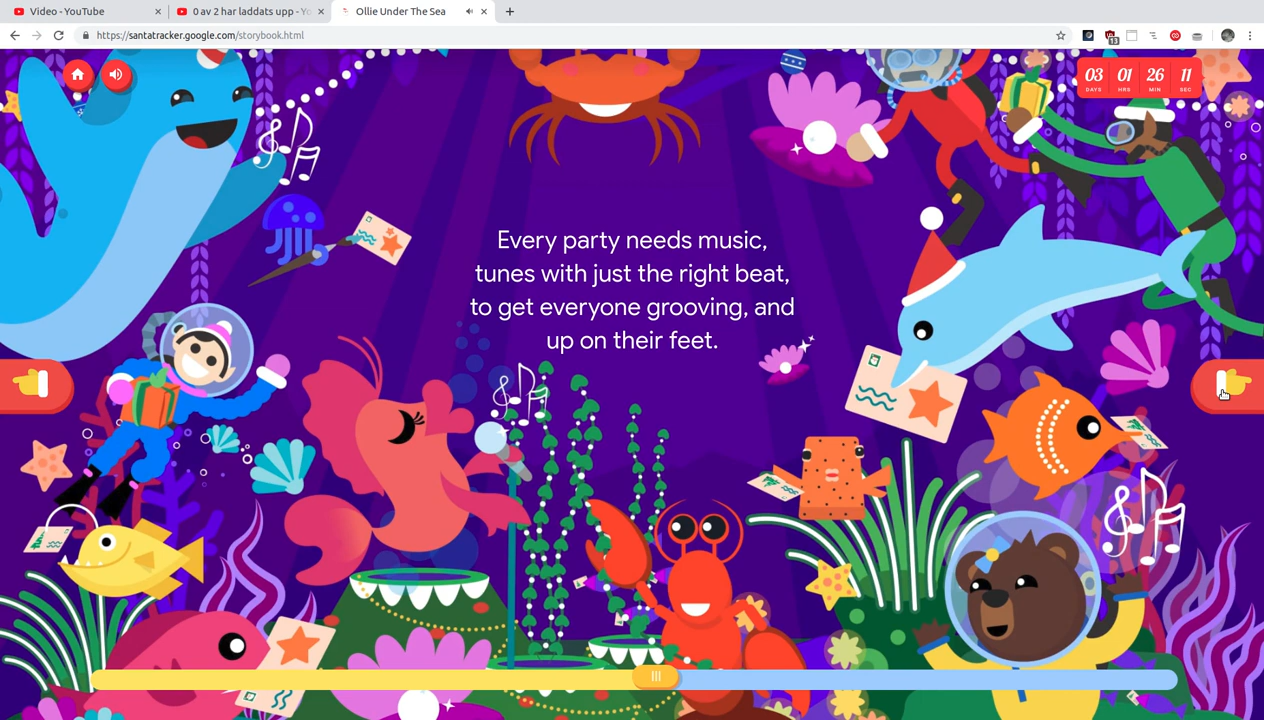 Video - YouTube
0 av 2 har laddats upp - Yo
Ollie Under The Sea
https://santatracker.google.com/storybook.html
13
03 01 26 11
DAYS HRS MIN SEC
Every party needs music,
tunes with just the right beat,
to get everyone grooving, and
up on their feet.